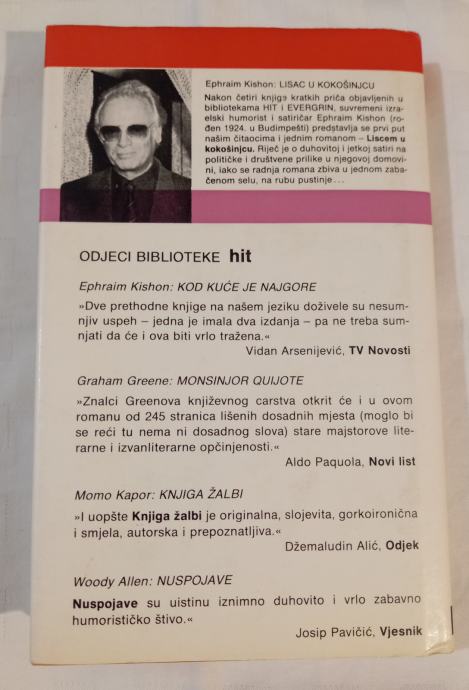 Ephraim Kishon: LISAC U KOKOŠINJCU
Nakon četiri knjige kratkih priča objavljenih u
bibliotekama HIT i EVERGRIN, suvremeni izra-
elski humorist i satiričar Ephraim Kishon (ro-
đen 1924. u Budimpešti) predstavlja se prvi put
našim čitaocima i jednim romanom – Liscem u
kokošinjcu. Riječ je o duhovitoj i jetkoj satiri na
političke i društvene prilike u njegovoj domovi-
ni, iako se radnja romana zbiva u jednom zaba-
čenom selu, na rubu pustinje...
ODJECI BIBLIOTEKE hit
Ephraim Kishon: KOD KUĆE JE NAJGORE
»Dve prethodne knjige na našem jeziku doživele su nesum-
njiv uspeh – jedna je imala dva izdanja – pa ne treba sum-
njati da će i ova biti vrlo tražena.«
Vidan Arsenijević, TV Novosti
Graham Greene: MONSINJOR QUIJOTE
»Znalci Greenova književnog carstva otkrit će i u ovom
romanu od 245 stranica lišenih dosadnih mjesta (moglo bi
se reći tu nema ni dosadnog slova) stare majstorove lite-
rarne i izvanliterarne opčinjenosti.«
Aldo Paquola, Novi list
Momo Kapor: KNJIGA ŽALBI
»I uopšte Knjiga žalbi je originalna, slojevita, gorkoironična
i smjela, autorska i prepoznatljiva.«
Džemaludin Alić, Odjek
Woody Allen: NUSPOJAVE
Nuspojave su uistinu iznimno duhovito i vrlo zabavno
humorističko štivo.«
Josip Pavičić, Vjesnik